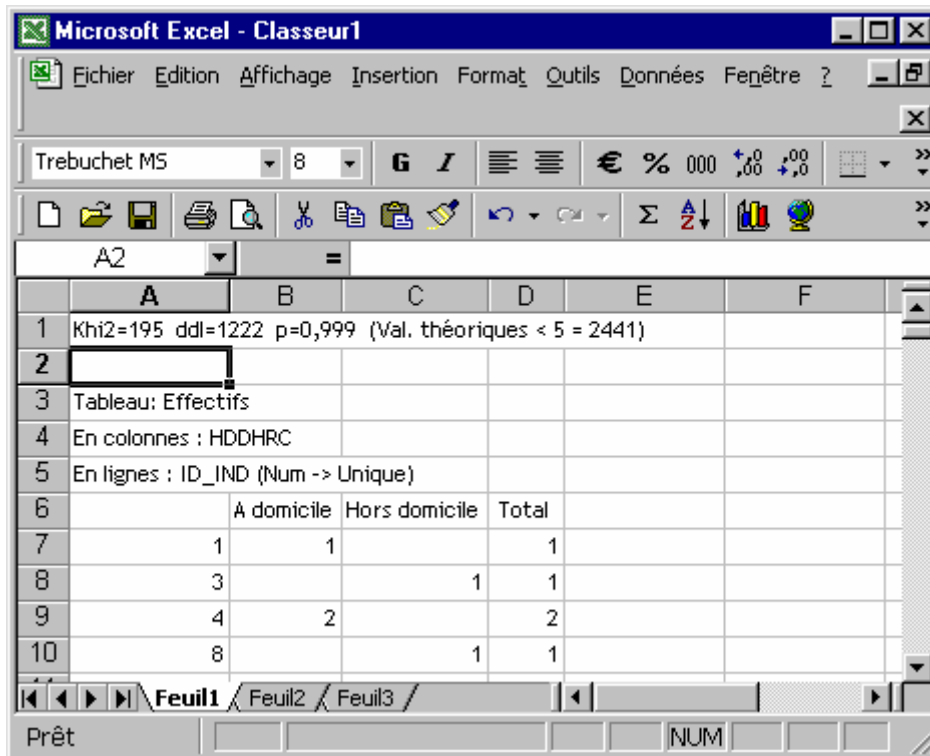 Microsoft Excel - Classeur1
Fichier Edition Affichage Insertion Format Outils Données Fenêtre ?
Trebuchet MS 8 G I € % 000 ,00 ,00
Σ A Z
A2 =
A B C D E F
1 Khi2=195 ddl=1222 p=0,999 (Val. théoriques < 5 = 2441)
2
3 Tableau: Effectifs
4 En colonnes : HDDHRC
5 En lignes : ID_IND (Num -> Unique)
6 A domicile Hors domicile Total
7 1 1 1
8 3 1 1
9 4 2 2
10 8 1 1
Feuil1 Feuil2 Feuil3
Prêt NUM